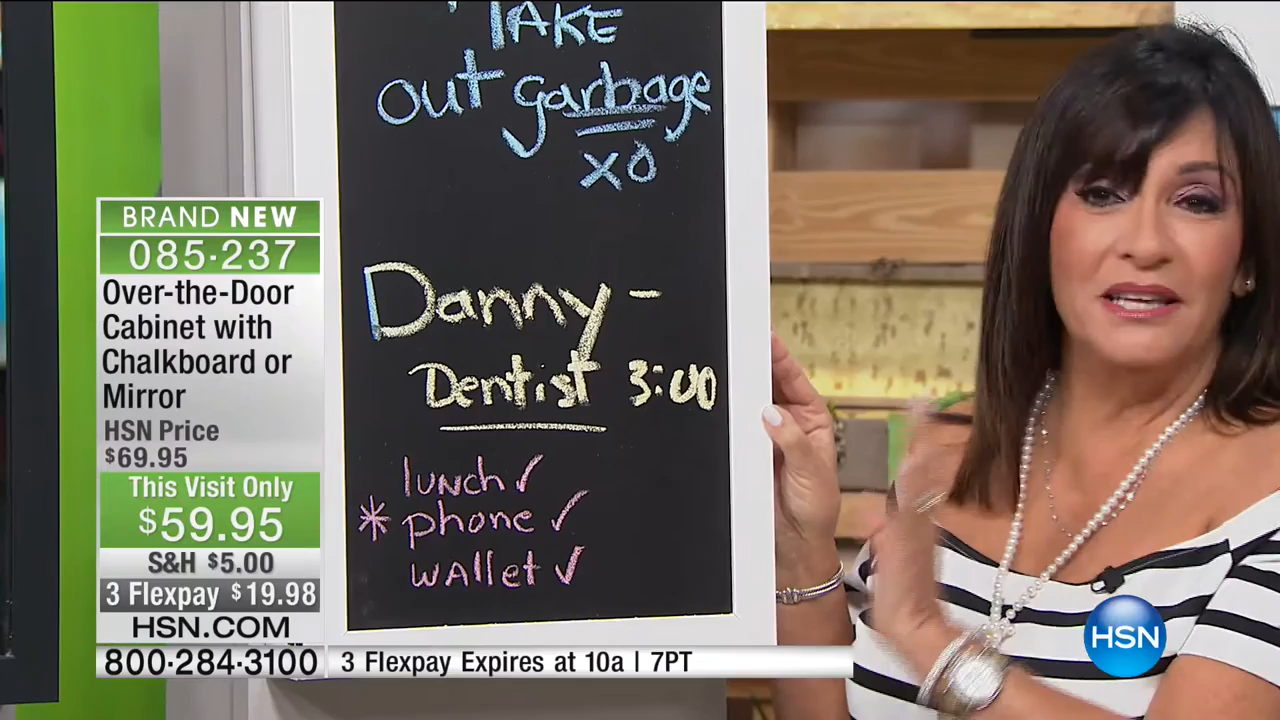 TAKE
out garbage
XO
Danny -
Dentist 3:00
lunch ✓
* phone ✓
wallet ✓
BRAND NEW
085·237
Over-the-Door
Cabinet with
Chalkboard or
Mirror
HSN Price
$69.95
This Visit Only
$59.95
S&H $5.00
3 Flexpay $19.98
HSN.COM
800·284·3100
3 Flexpay Expires at 10a | 7PT
HSN